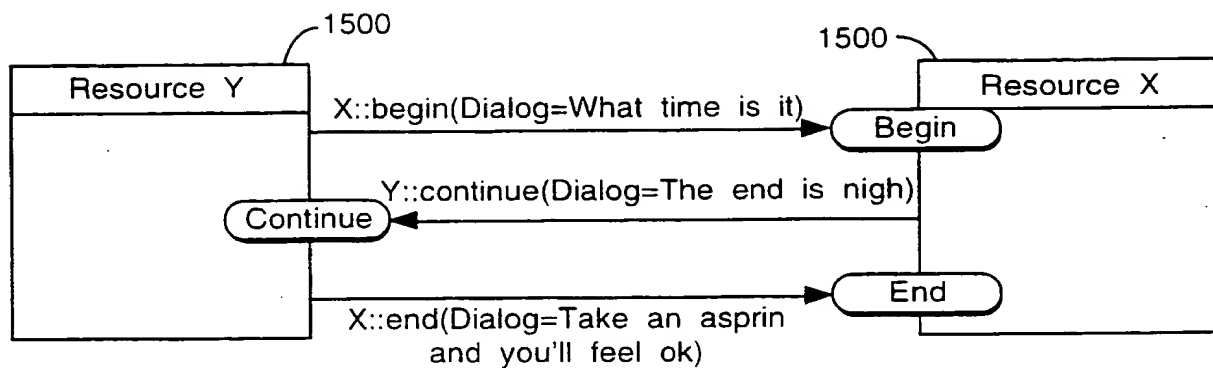 1500
1500
Resource Y
Resource X
X::begin(Dialog=What time is it)
Begin
Y::continue(Dialog=The end is nigh)
Continue
End
X::end(Dialog=Take an asprin
and you'll feel ok)